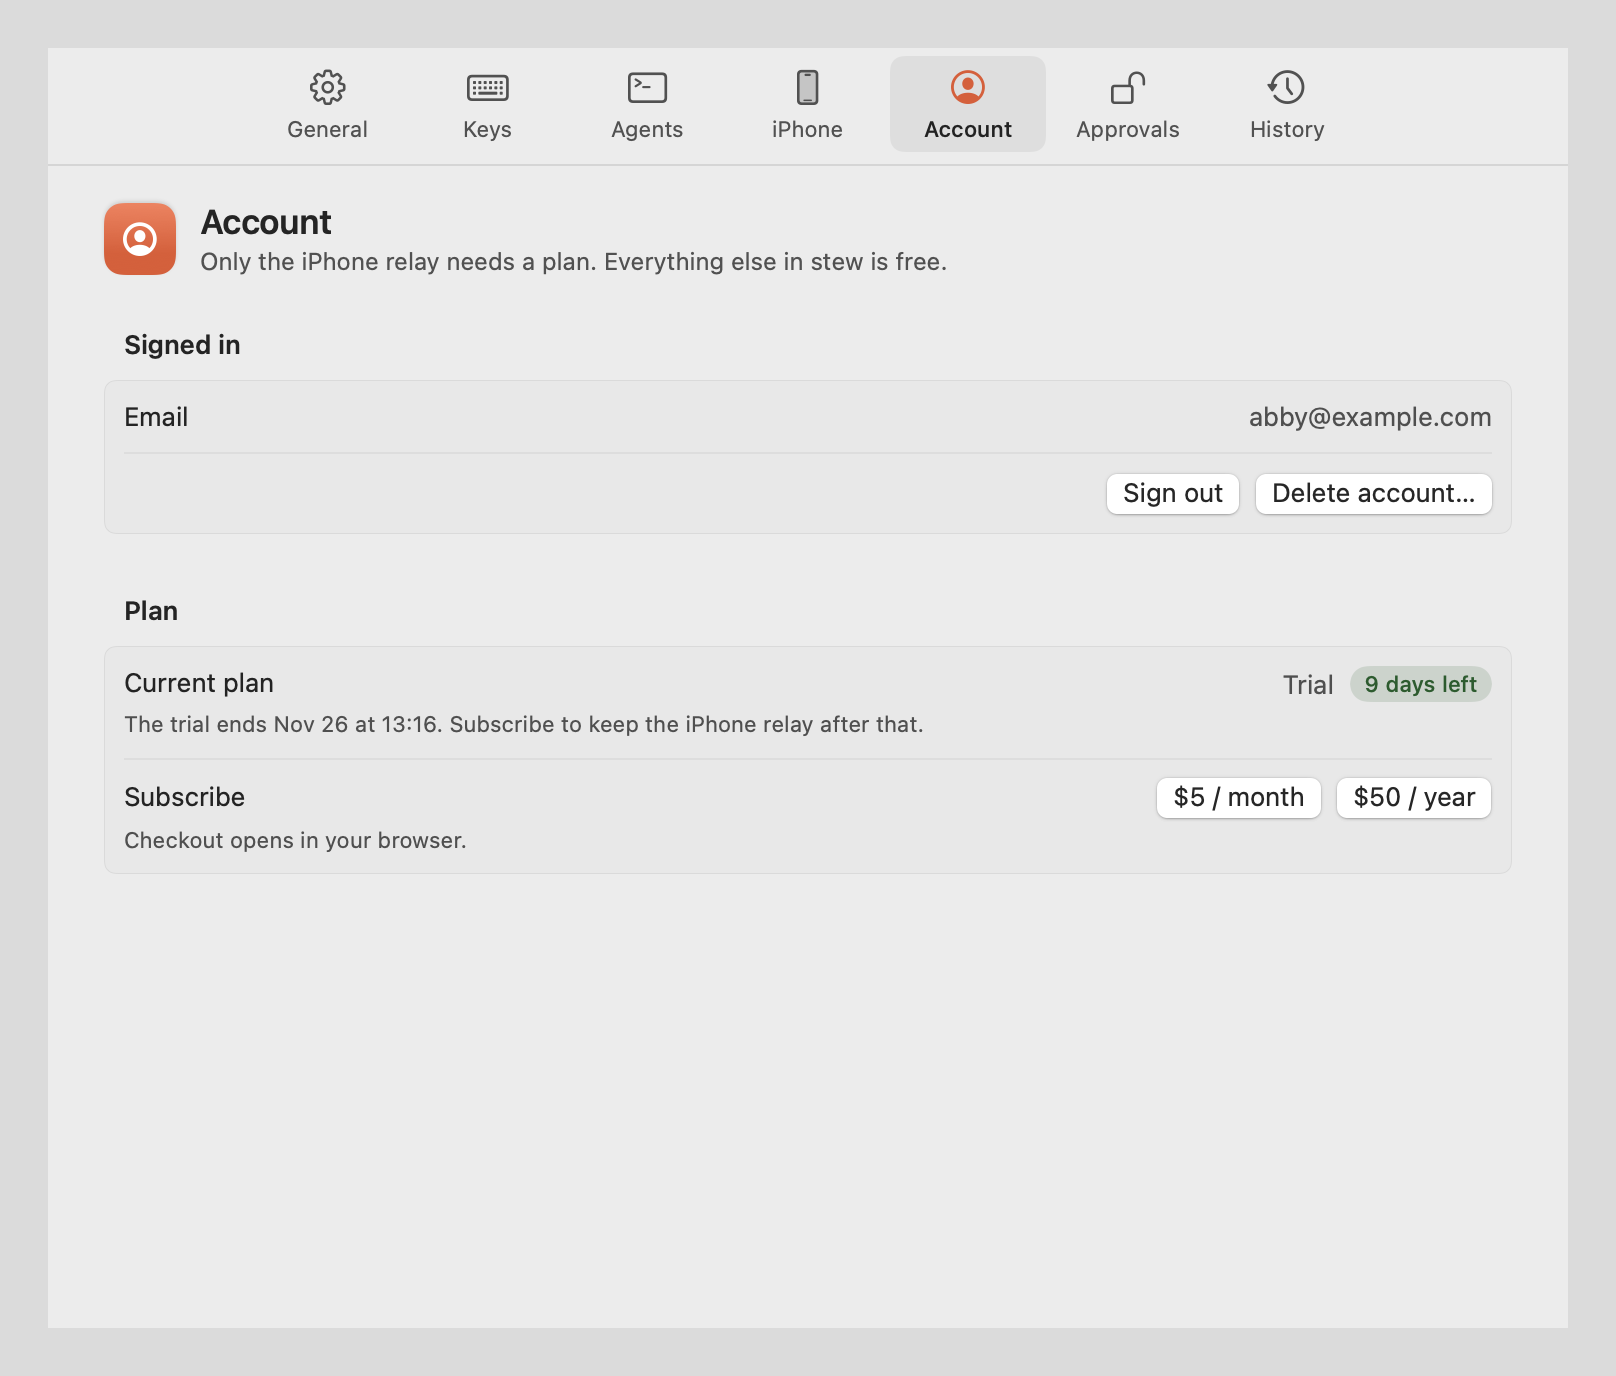 General
Keys
Agents
iPhone
Account
Approvals
History
Account
Only the iPhone relay needs a plan. Everything else in stew is free.
Signed in
Email
abby@example.com
Sign out
Delete account...
Plan
Current plan
Trial
9 days left
The trial ends Nov 26 at 13:16. Subscribe to keep the iPhone relay after that.
Subscribe
$5 / month
$50 / year
Checkout opens in your browser.